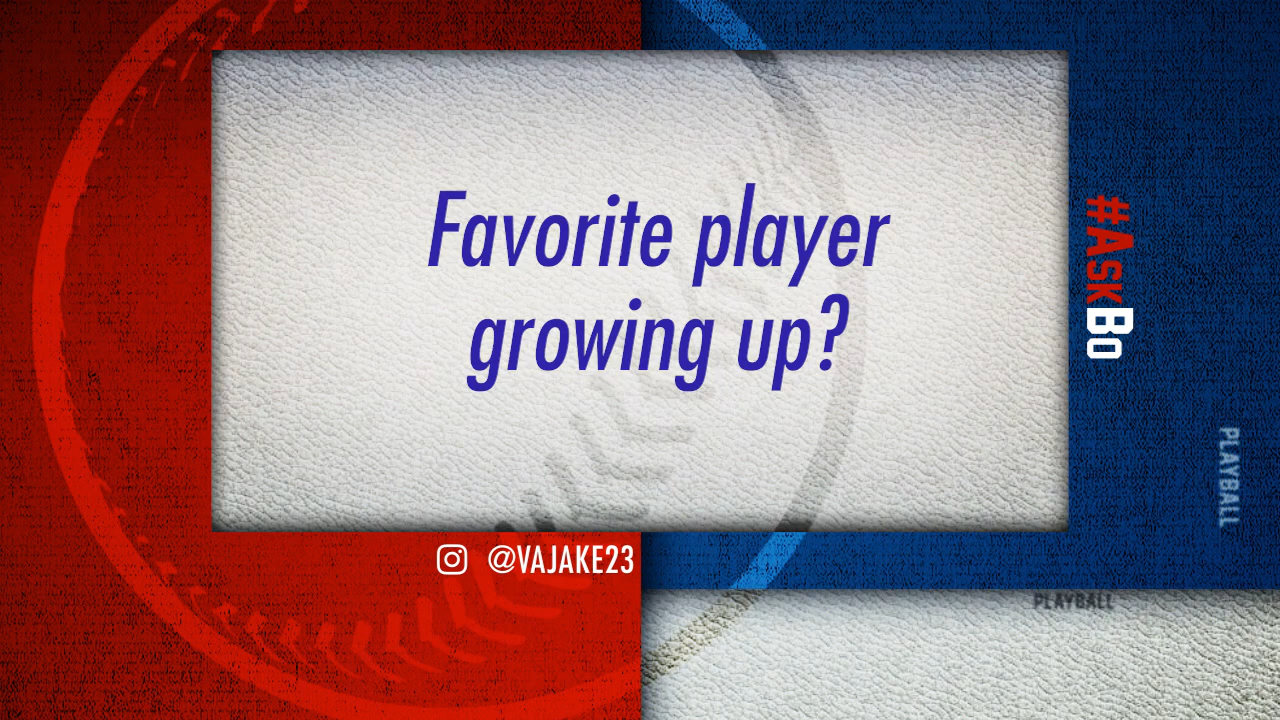 Favorite player
growing up?
#AskBo
PLAYBALL
@VAJAKE23
PLAYBALL